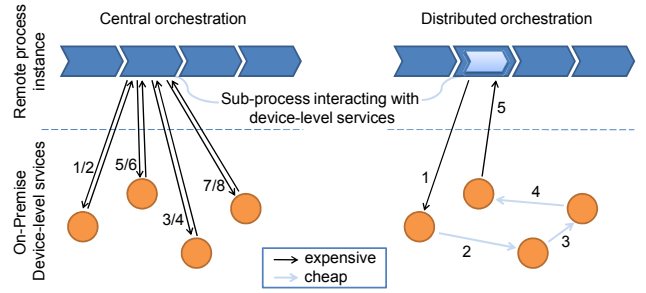 Central orchestration
Distributed orchestration
Remote process
instance
Sub-process interacting with
device-level services
On-Premise
Device-level srvices
1/2
5/6
3/4
7/8
1
5
4
2
3
expensive
cheap